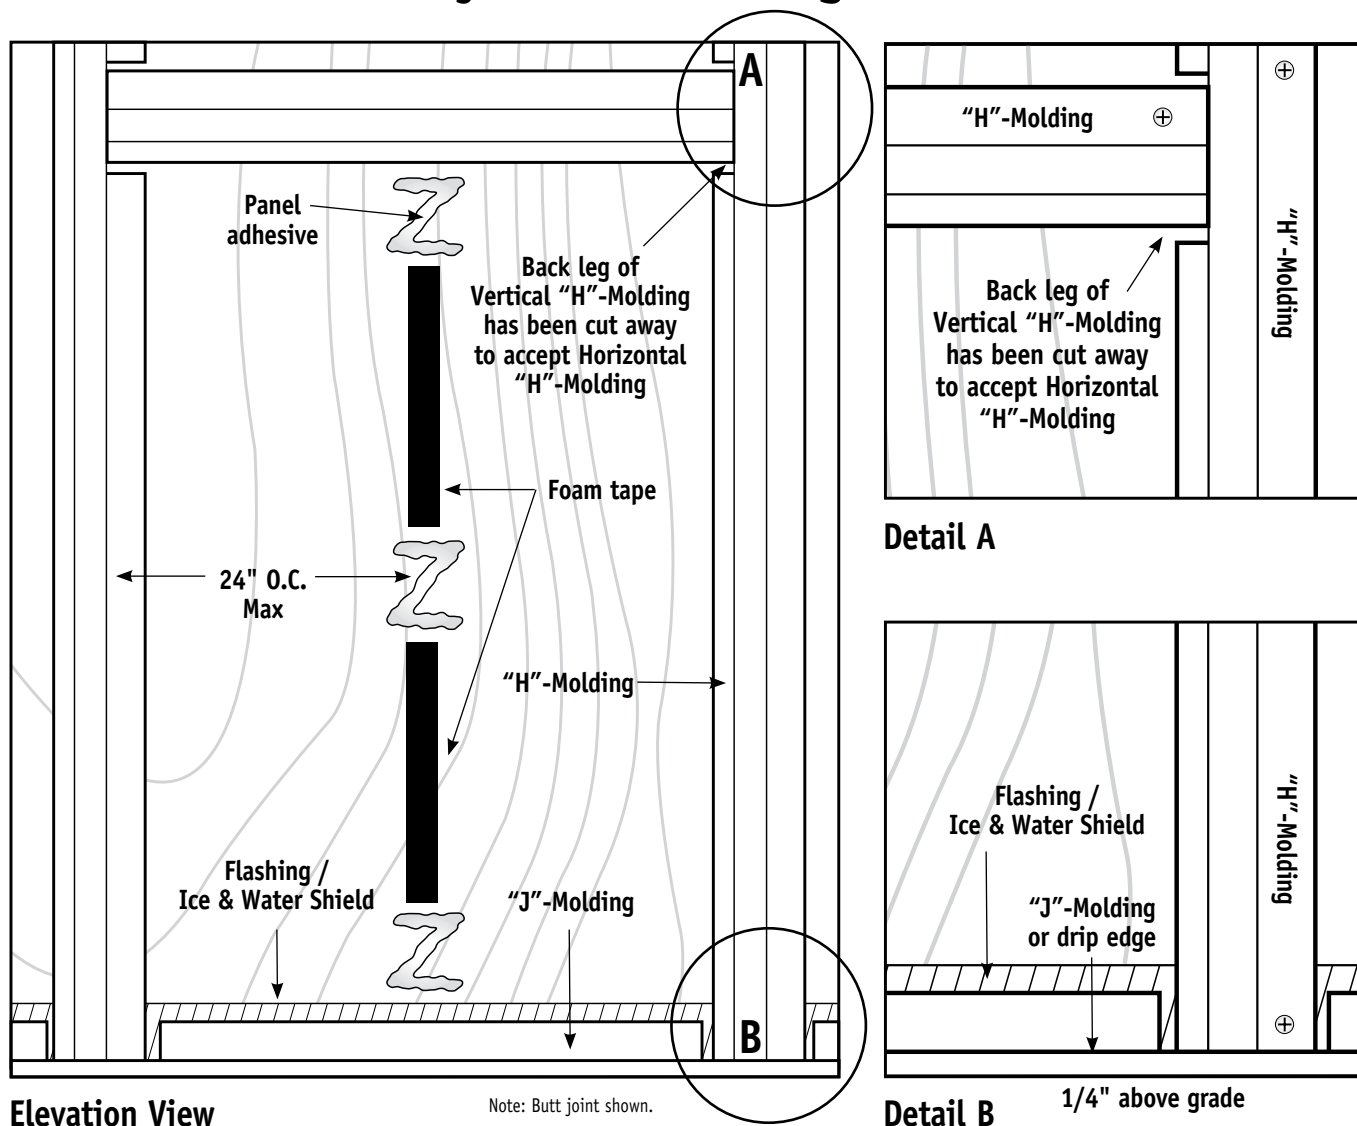 A
Panel
adhesive
Back leg of
Vertical “H”-Molding
has been cut away
to accept Horizontal
“H”-Molding
Foam tape
24" O.C.
Max
“H”-Molding
Flashing /
Ice & Water Shield
“J”-Molding
B
Elevation View
Note: Butt joint shown.
“H”-Molding
“H”-Molding
Back leg of
Vertical “H”-Molding
has been cut away
to accept Horizontal
“H”-Molding
Detail A
Flashing /
Ice & Water Shield
“H”-Molding
“J”-Molding
or drip edge
Detail B
1/4" above grade